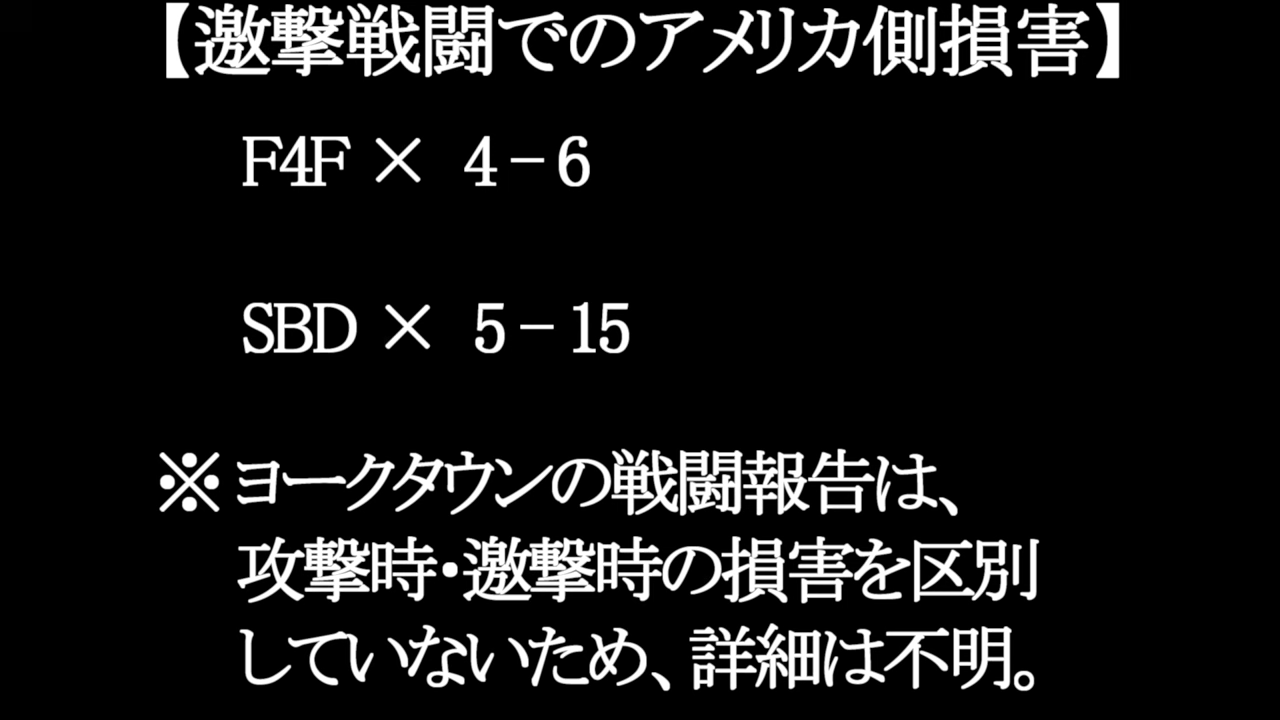 【邀撃戦闘でのアメリカ側損害】
F4F × 4－6
SBD × 5－15
※ヨークタウンの戦闘報告は、
攻撃時・邀撃時の損害を区別
していないため、詳細は不明。